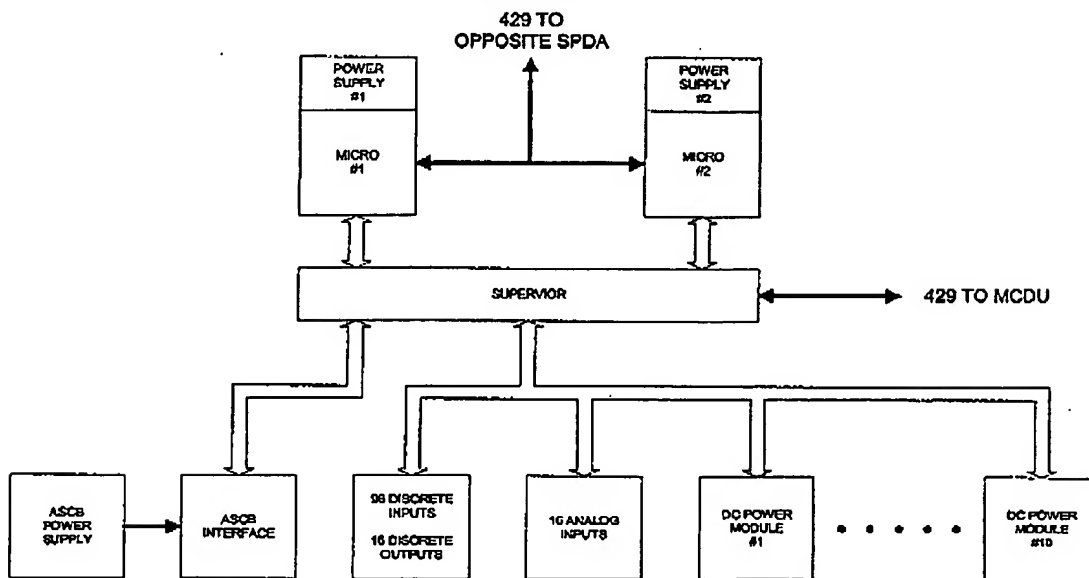 429 TO
OPPOSITE SPDA
POWER
SUPPLY
#1
POWER
SUPPLY
#2
MICRO
#1
MICRO
#2
SUPERVIOR
429 TO MCDU
ASCB
POWER
SUPPLY
ASCB
INTERFACE
96 DISCRETE
INPUTS
16 DISCRETE
OUTPUTS
16 ANALOG
INPUTS
DC POWER
MODULE
#1
DC POWER
MODULE
#10